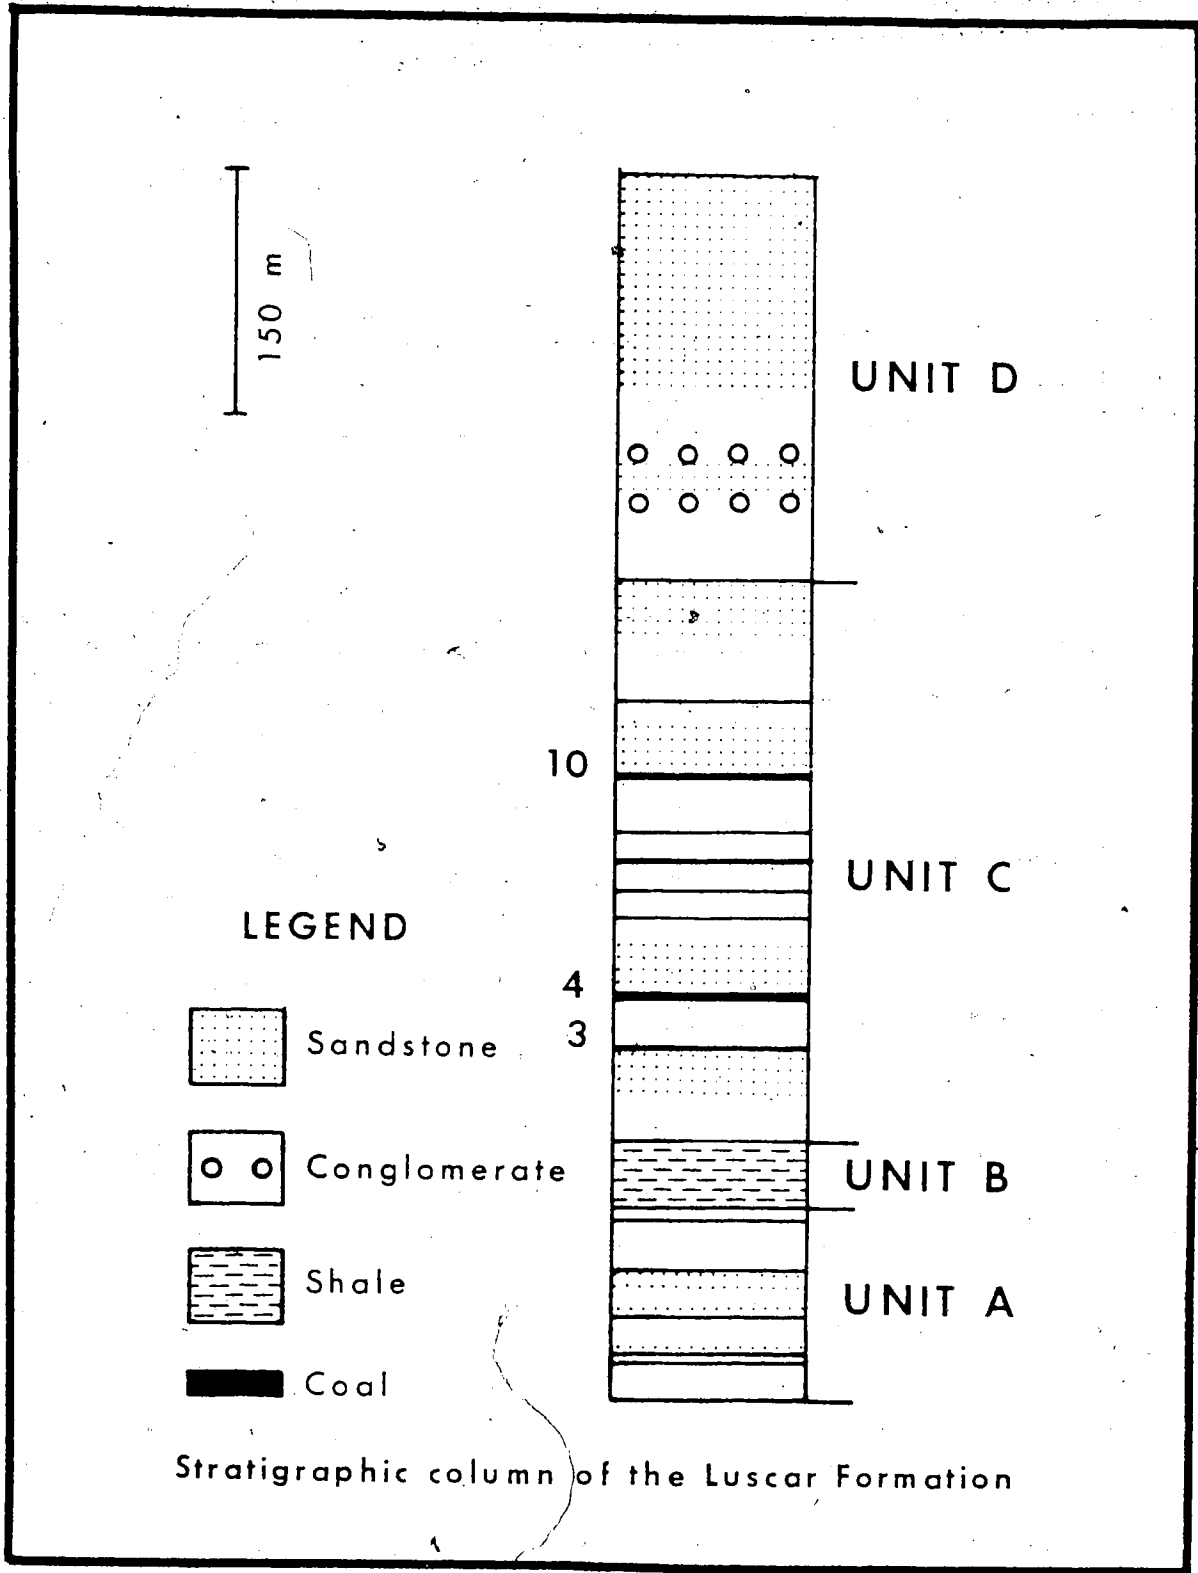 150 m
UNIT D
10
UNIT C
LEGEND
4
3
Sandstone
Conglomerate
UNIT B
Shale
UNIT A
Coal
Stratigraphic column of the Luscar Formation